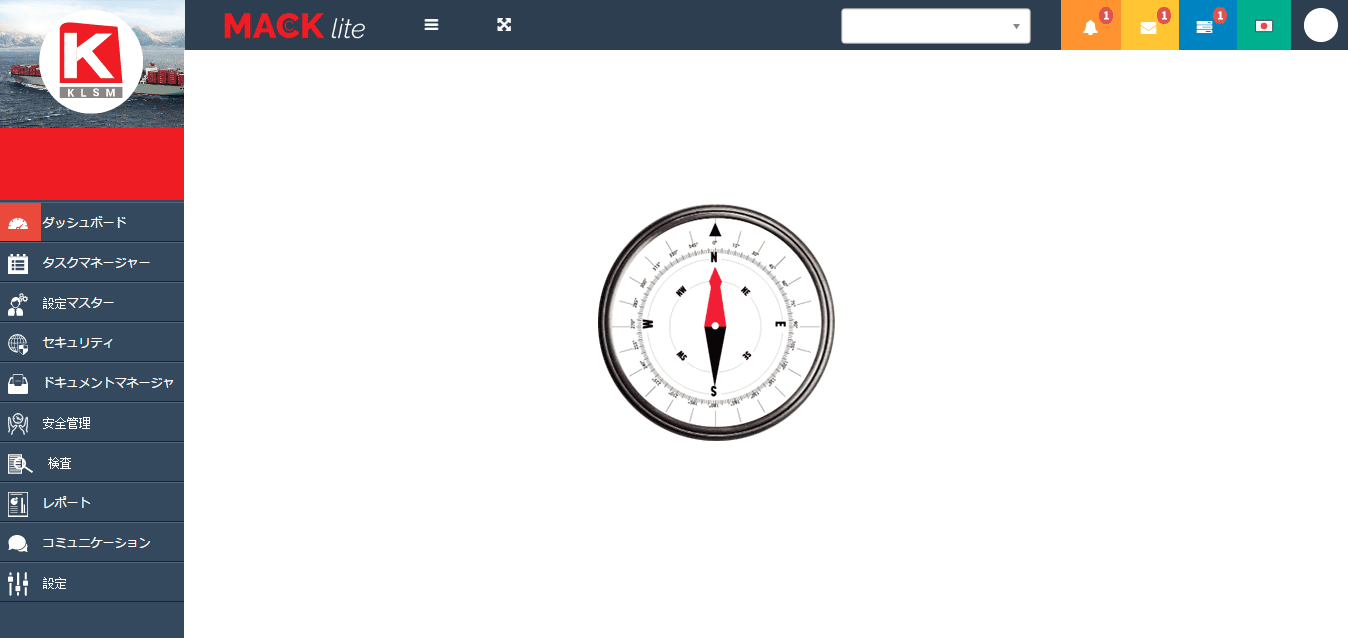 K
KLSM
MACK lite
1
1
1
ダッシュボード
タスクマネージャー
設定マスター
セキュリティ
ドキュメントマネージャ
安全管理
検査
レポート
コミュニケーション
設定
N
NE
E
SE
S
SW
W
NW